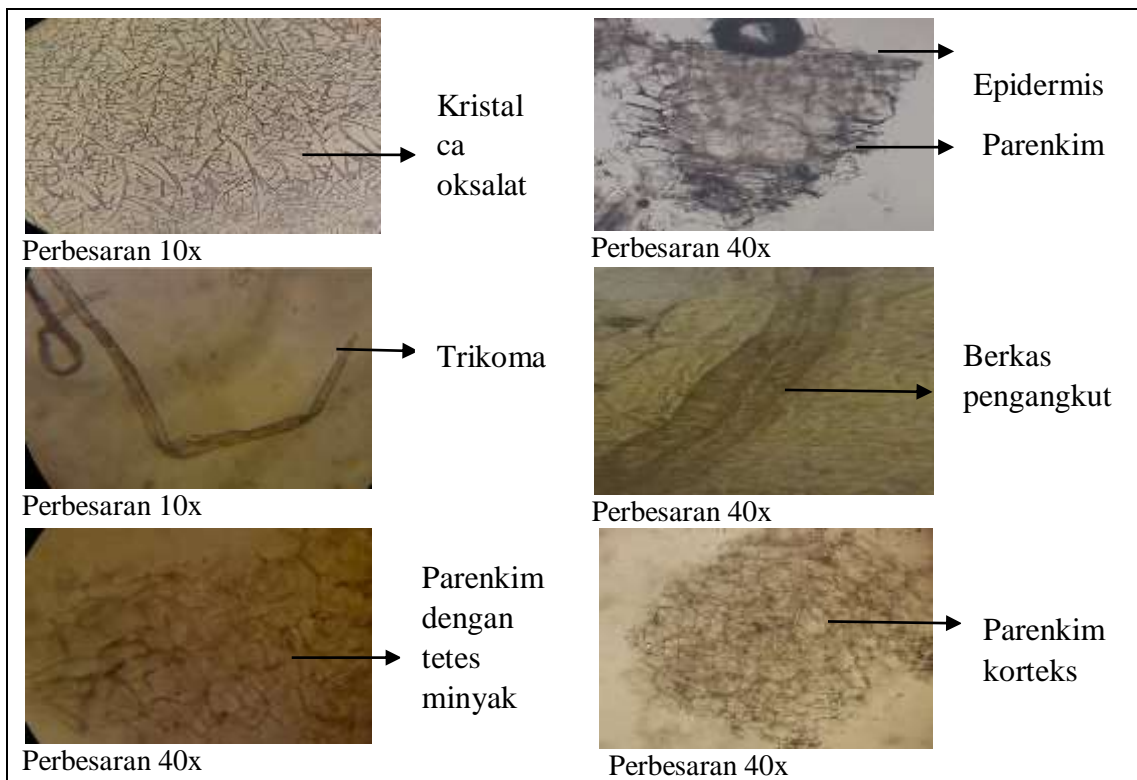 Kristal
ca
oksalat
Perbesaran 10x
Epidermis
Parenkim
Perbesaran 40x
Trikoma
Perbesaran 10x
Berkas
pengangkut
Perbesaran 40x
Parenkim
dengan
tetes
minyak
Perbesaran 40x
Parenkim
korteks
Perbesaran 40x